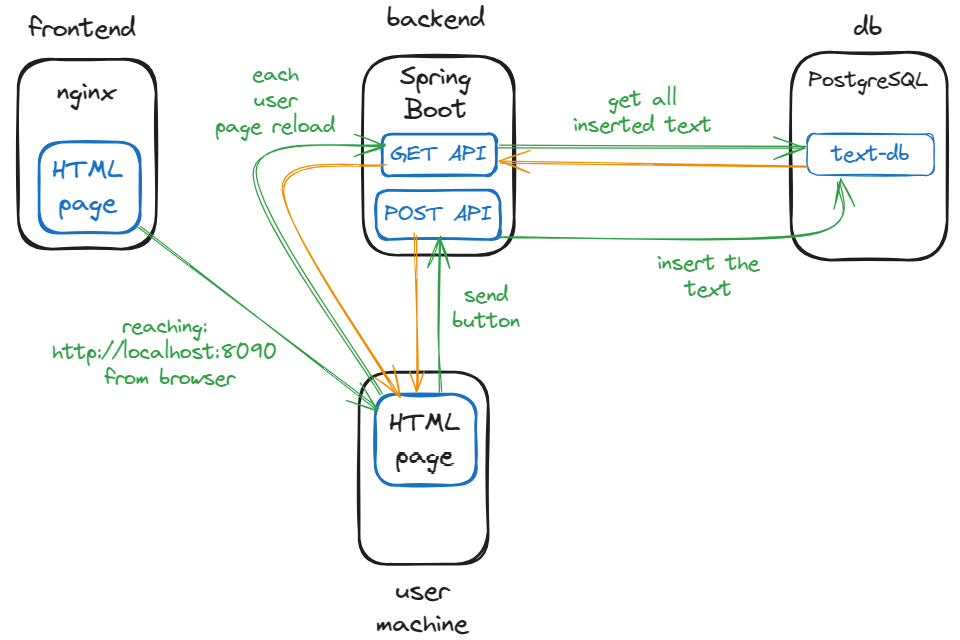 frontend
nginx
HTML
page
backend
Spring
Boot
GET API
POST API
db
PostgreSQL
text-db
each
user
page reload
get all
inserted text
insert the
text
send
button
reaching:
http://localhost:8090
from browser
HTML
page
user
machine